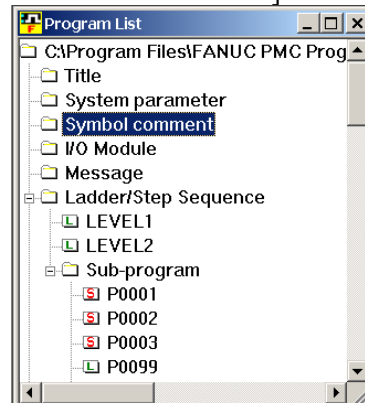 Program List
C:\Program Files\FANUC PMC Prog
Title
System parameter
Symbol comment
I/O Module
Message
Ladder/Step Sequence
L LEVEL1
L LEVEL2
Sub-program
S P0001
S P0002
S P0003
L P0099